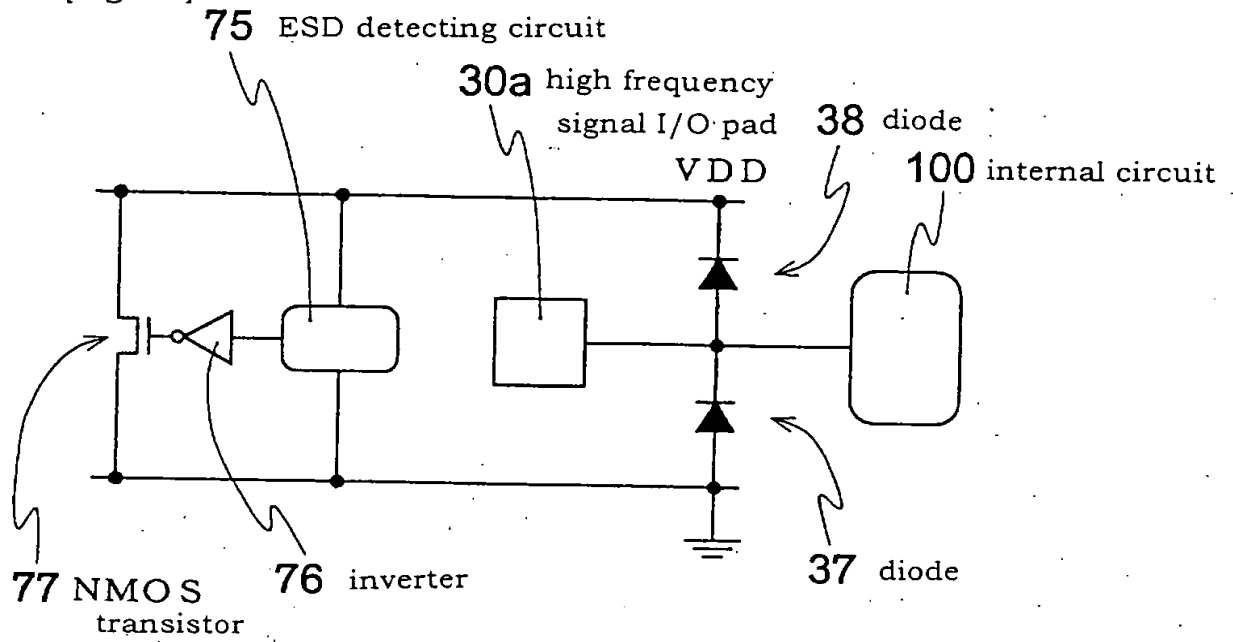 75 ESD detecting circuit
30a high frequency
signal I/O pad
38 diode
VDD
100 internal circuit
77 NMOS
transistor
76 inverter
37 diode